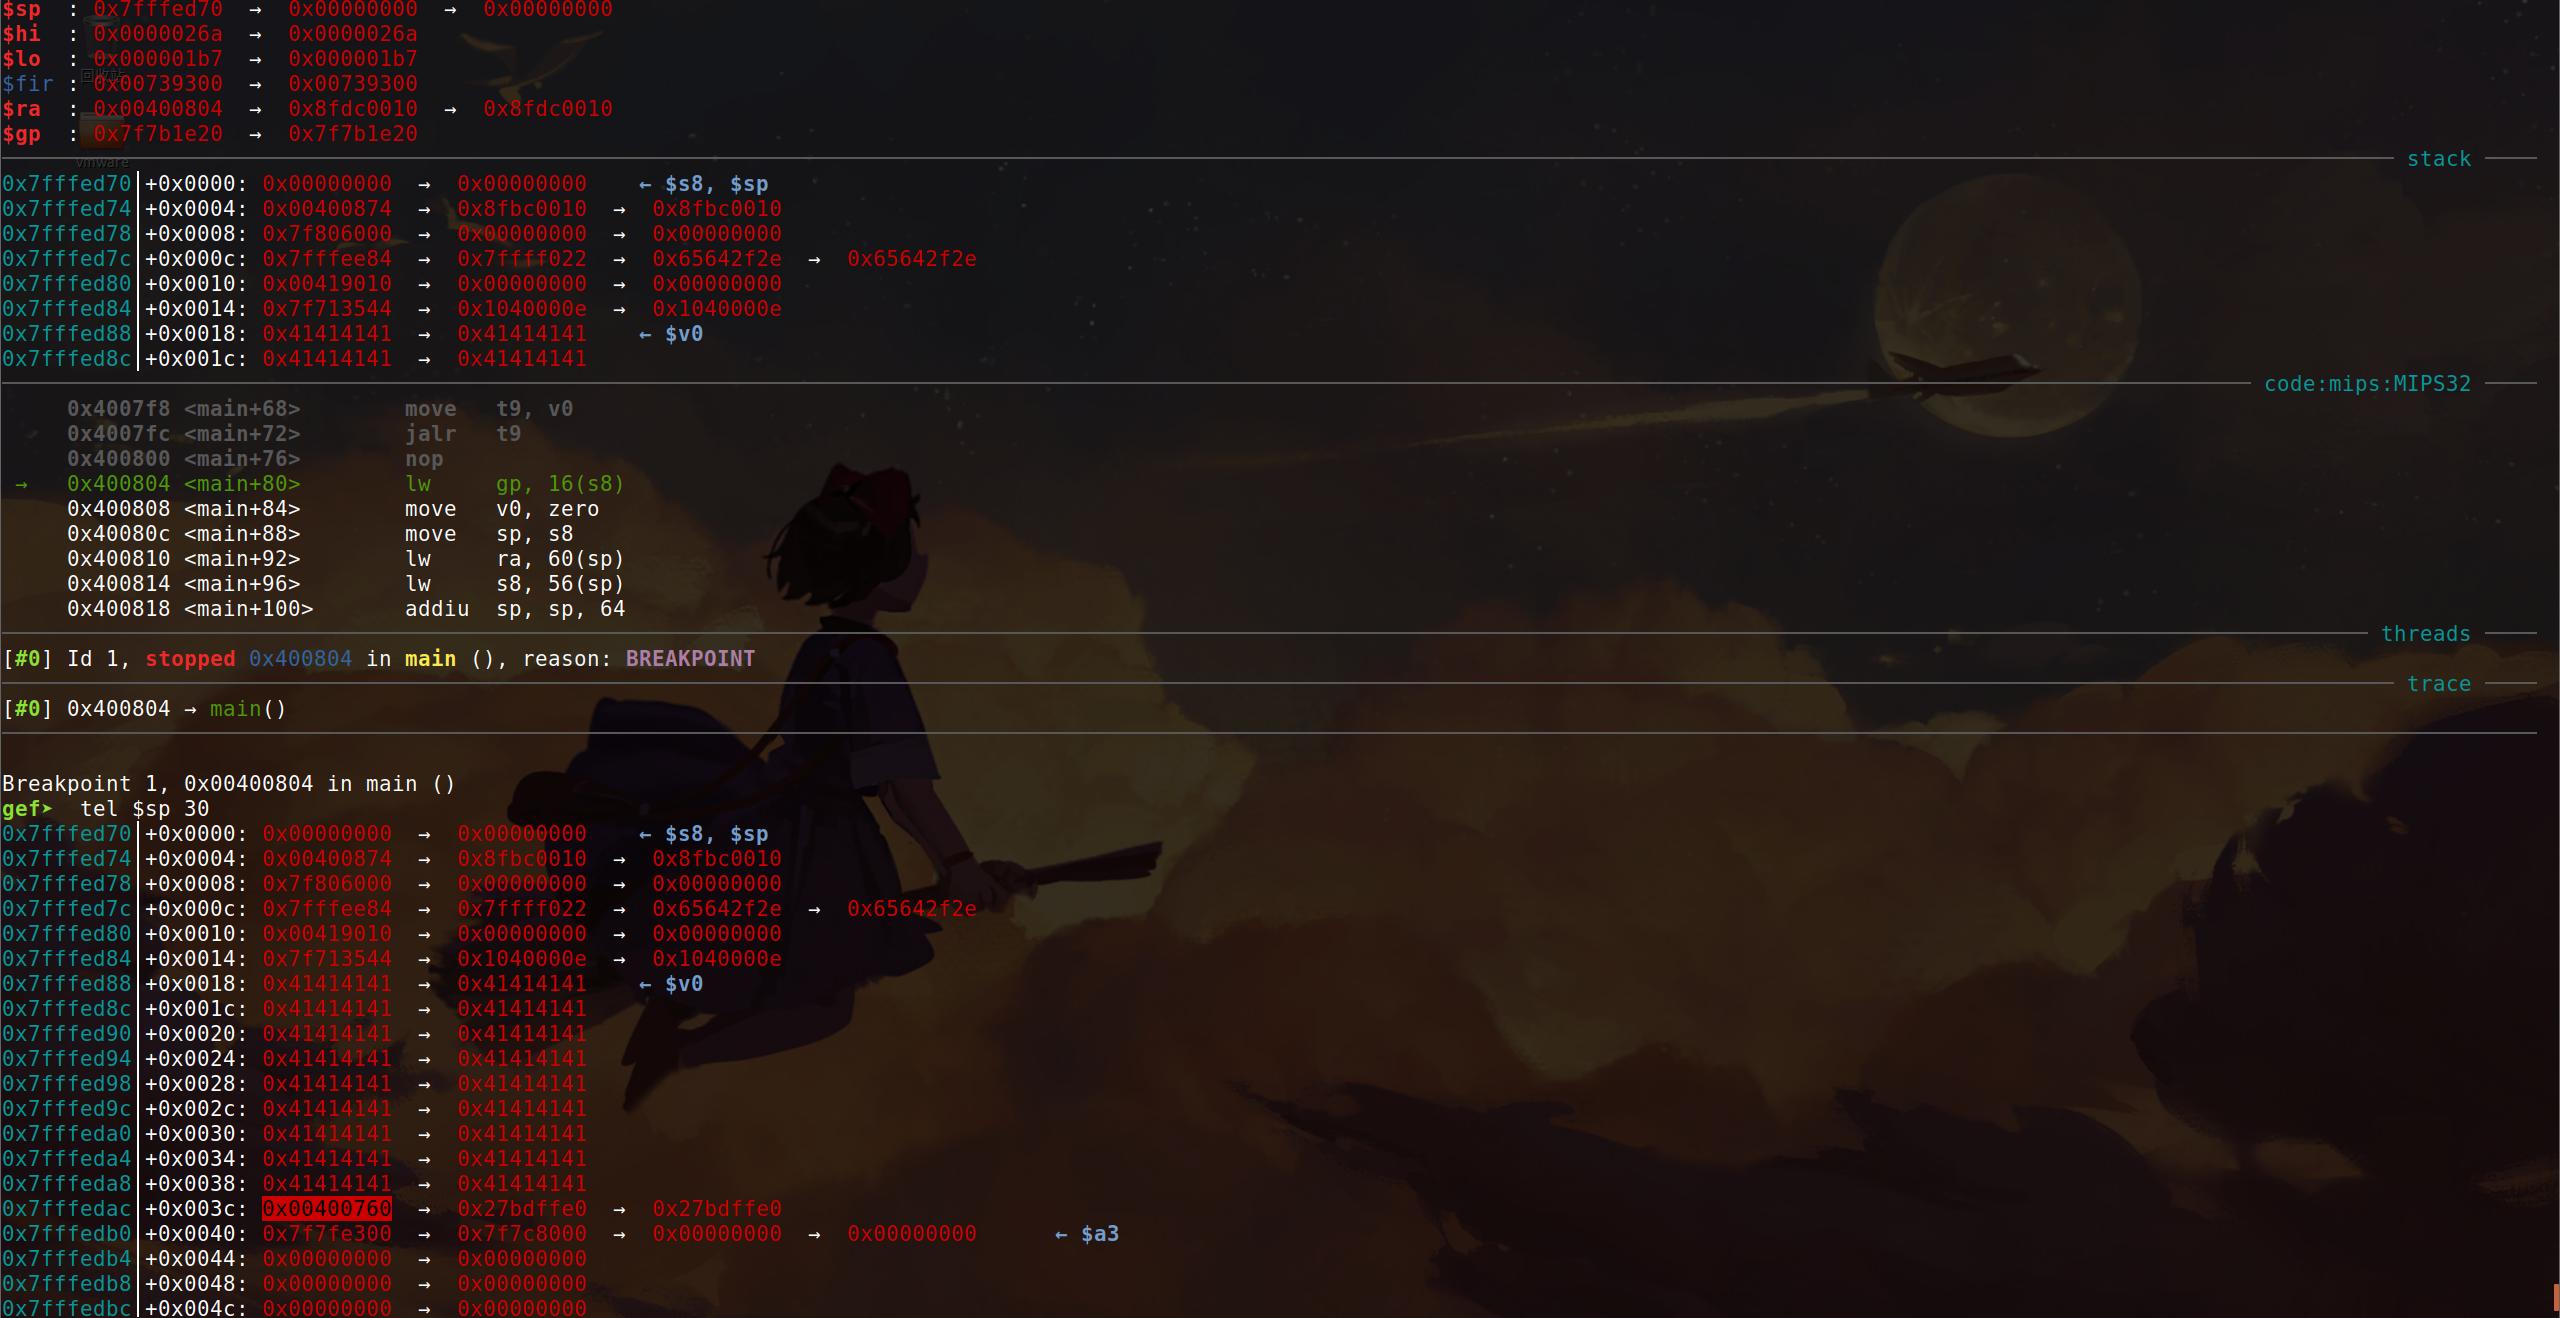 $sp  : 0x7fffed70  →  0x00000000  →  0x00000000
$hi  : 0x0000026a  →  0x0000026a
$lo  : 0x000001b7  →  0x000001b7
回收站
$fir : 0x00739300  →  0x00739300
$ra  : 0x00400804  →  0x8fdc0010  →  0x8fdc0010
$gp  : 0x7f7b1e20  →  0x7f7b1e20
vmware
stack
0x7fffed70│+0x0000: 0x00000000  →  0x00000000    ← $s8, $sp
0x7fffed74│+0x0004: 0x00400874  →  0x8fbc0010  →  0x8fbc0010
0x7fffed78│+0x0008: 0x7f806000  →  0x00000000  →  0x00000000
0x7fffed7c│+0x000c: 0x7fffee84  →  0x7ffff022  →  0x65642f2e  →  0x65642f2e
0x7fffed80│+0x0010: 0x00419010  →  0x00000000  →  0x00000000
0x7fffed84│+0x0014: 0x7f713544  →  0x1040000e  →  0x1040000e
0x7fffed88│+0x0018: 0x41414141  →  0x41414141    ← $v0
0x7fffed8c│+0x001c: 0x41414141  →  0x41414141
code:mips:MIPS32
0x4007f8 <main+68>        move   t9, v0
0x4007fc <main+72>        jalr   t9
0x400800 <main+76>        nop
→   0x400804 <main+80>        lw     gp, 16(s8)
0x400808 <main+84>        move   v0, zero
0x40080c <main+88>        move   sp, s8
0x400810 <main+92>        lw     ra, 60(sp)
0x400814 <main+96>        lw     s8, 56(sp)
0x400818 <main+100>       addiu  sp, sp, 64
threads
[#0] Id 1, stopped 0x400804 in main (), reason: BREAKPOINT
trace
[#0] 0x400804 → main()
Breakpoint 1, 0x00400804 in main ()
gef➤  tel $sp 30
0x7fffed70│+0x0000: 0x00000000  →  0x00000000    ← $s8, $sp
0x7fffed74│+0x0004: 0x00400874  →  0x8fbc0010  →  0x8fbc0010
0x7fffed78│+0x0008: 0x7f806000  →  0x00000000  →  0x00000000
0x7fffed7c│+0x000c: 0x7fffee84  →  0x7ffff022  →  0x65642f2e  →  0x65642f2e
0x7fffed80│+0x0010: 0x00419010  →  0x00000000  →  0x00000000
0x7fffed84│+0x0014: 0x7f713544  →  0x1040000e  →  0x1040000e
0x7fffed88│+0x0018: 0x41414141  →  0x41414141    ← $v0
0x7fffed8c│+0x001c: 0x41414141  →  0x41414141
0x7fffed90│+0x0020: 0x41414141  →  0x41414141
0x7fffed94│+0x0024: 0x41414141  →  0x41414141
0x7fffed98│+0x0028: 0x41414141  →  0x41414141
0x7fffed9c│+0x002c: 0x41414141  →  0x41414141
0x7fffeda0│+0x0030: 0x41414141  →  0x41414141
0x7fffeda4│+0x0034: 0x41414141  →  0x41414141
0x7fffeda8│+0x0038: 0x41414141  →  0x41414141
0x7fffedac│+0x003c: 0x00400760  →  0x27bdffe0  →  0x27bdffe0
0x7fffedb0│+0x0040: 0x7f7fe300  →  0x7f7c8000  →  0x00000000  →  0x00000000      ← $a3
0x7fffedb4│+0x0044: 0x00000000  →  0x00000000
0x7fffedb8│+0x0048: 0x00000000  →  0x00000000
0x7fffedbc│+0x004c: 0x00000000  →  0x00000000